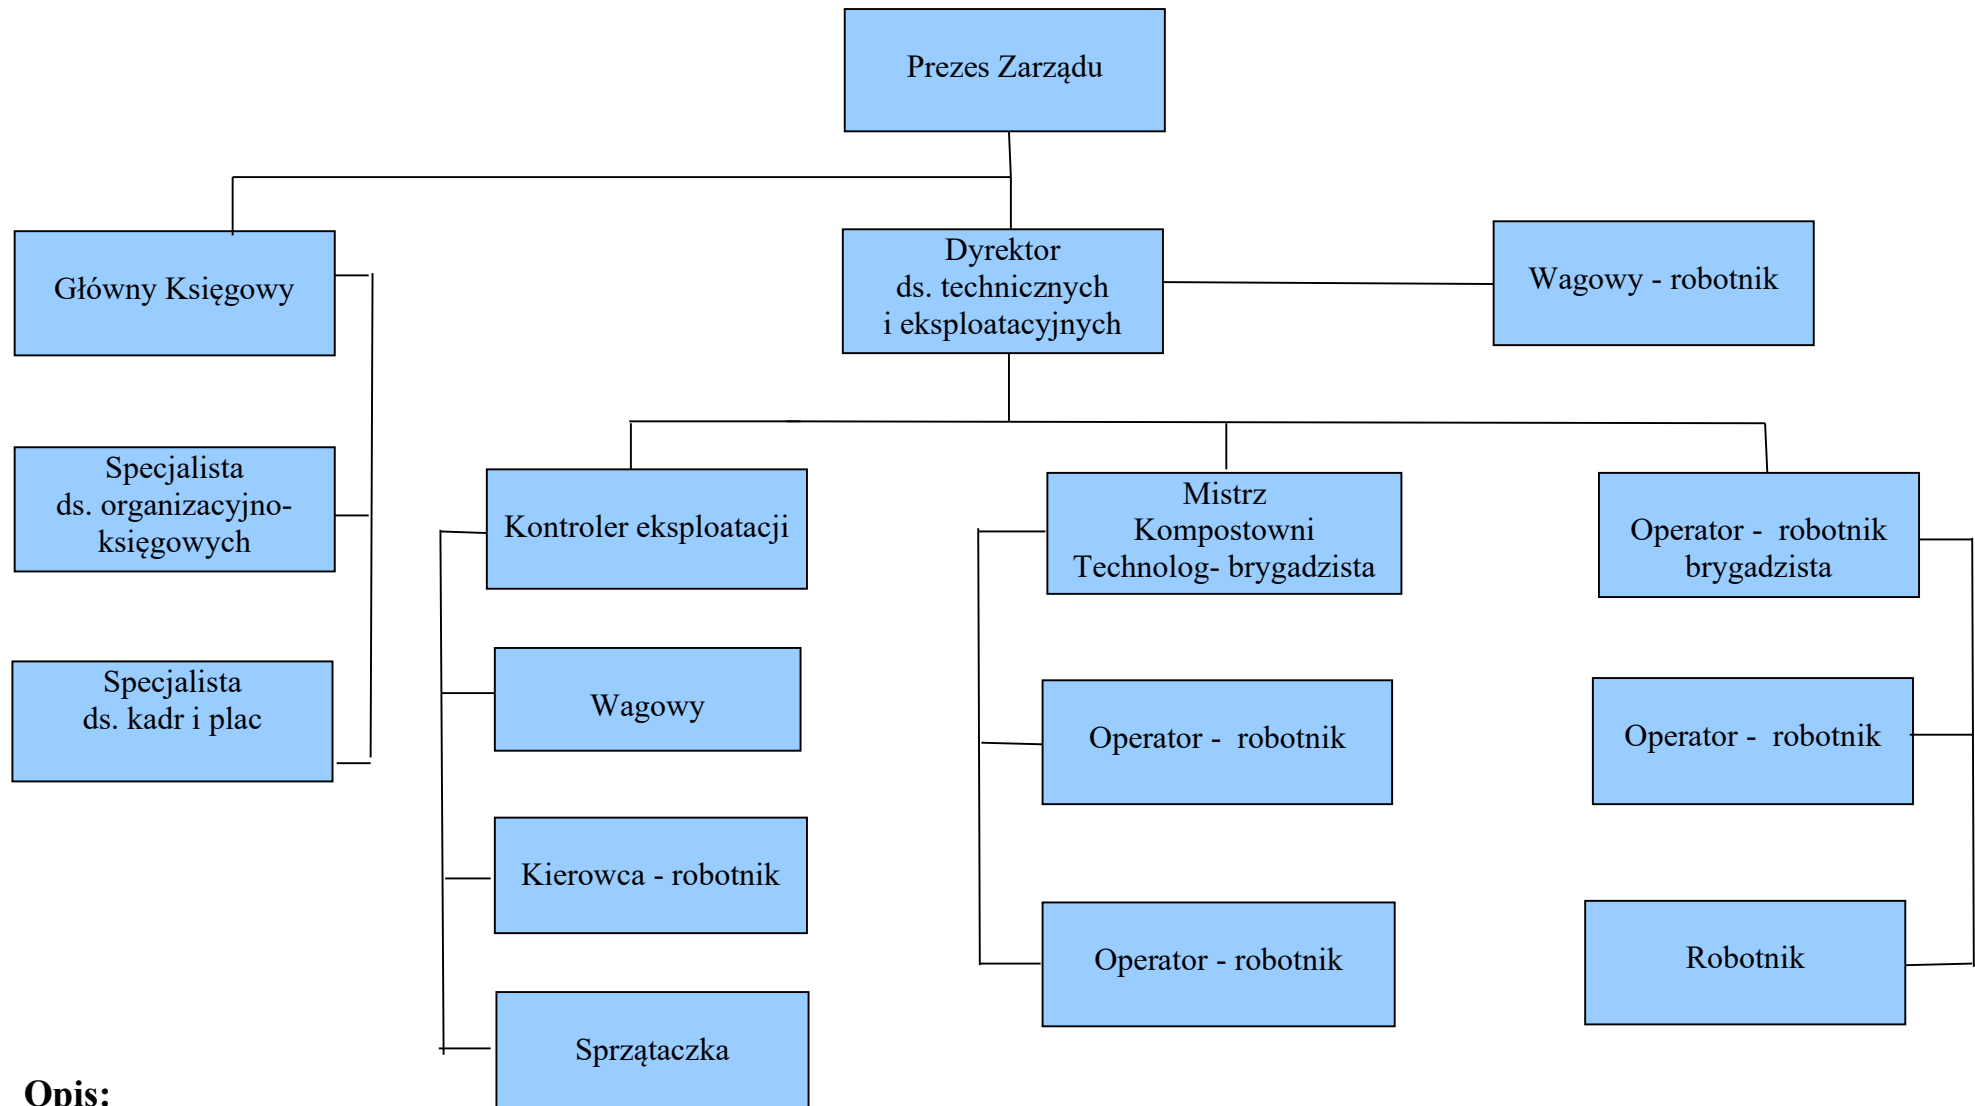 Prezes Zarządu
Główny Księgowy
Dyrektor
ds. technicznych
i eksploatacyjnych
Wagowy - robotnik
Specjalista
ds. organizacyjno-
księgowych
Specjalista
ds. kadr i plac
Kontroler eksploatacji
Wagowy
Kierowca - robotnik
Sprzątaczka
Mistrz
Kompostowni
Technolog- brygadzista
Operator - robotnik
Operator - robotnik
Operator - robotnik
brygadzista
Operator - robotnik
Robotnik
Opis: